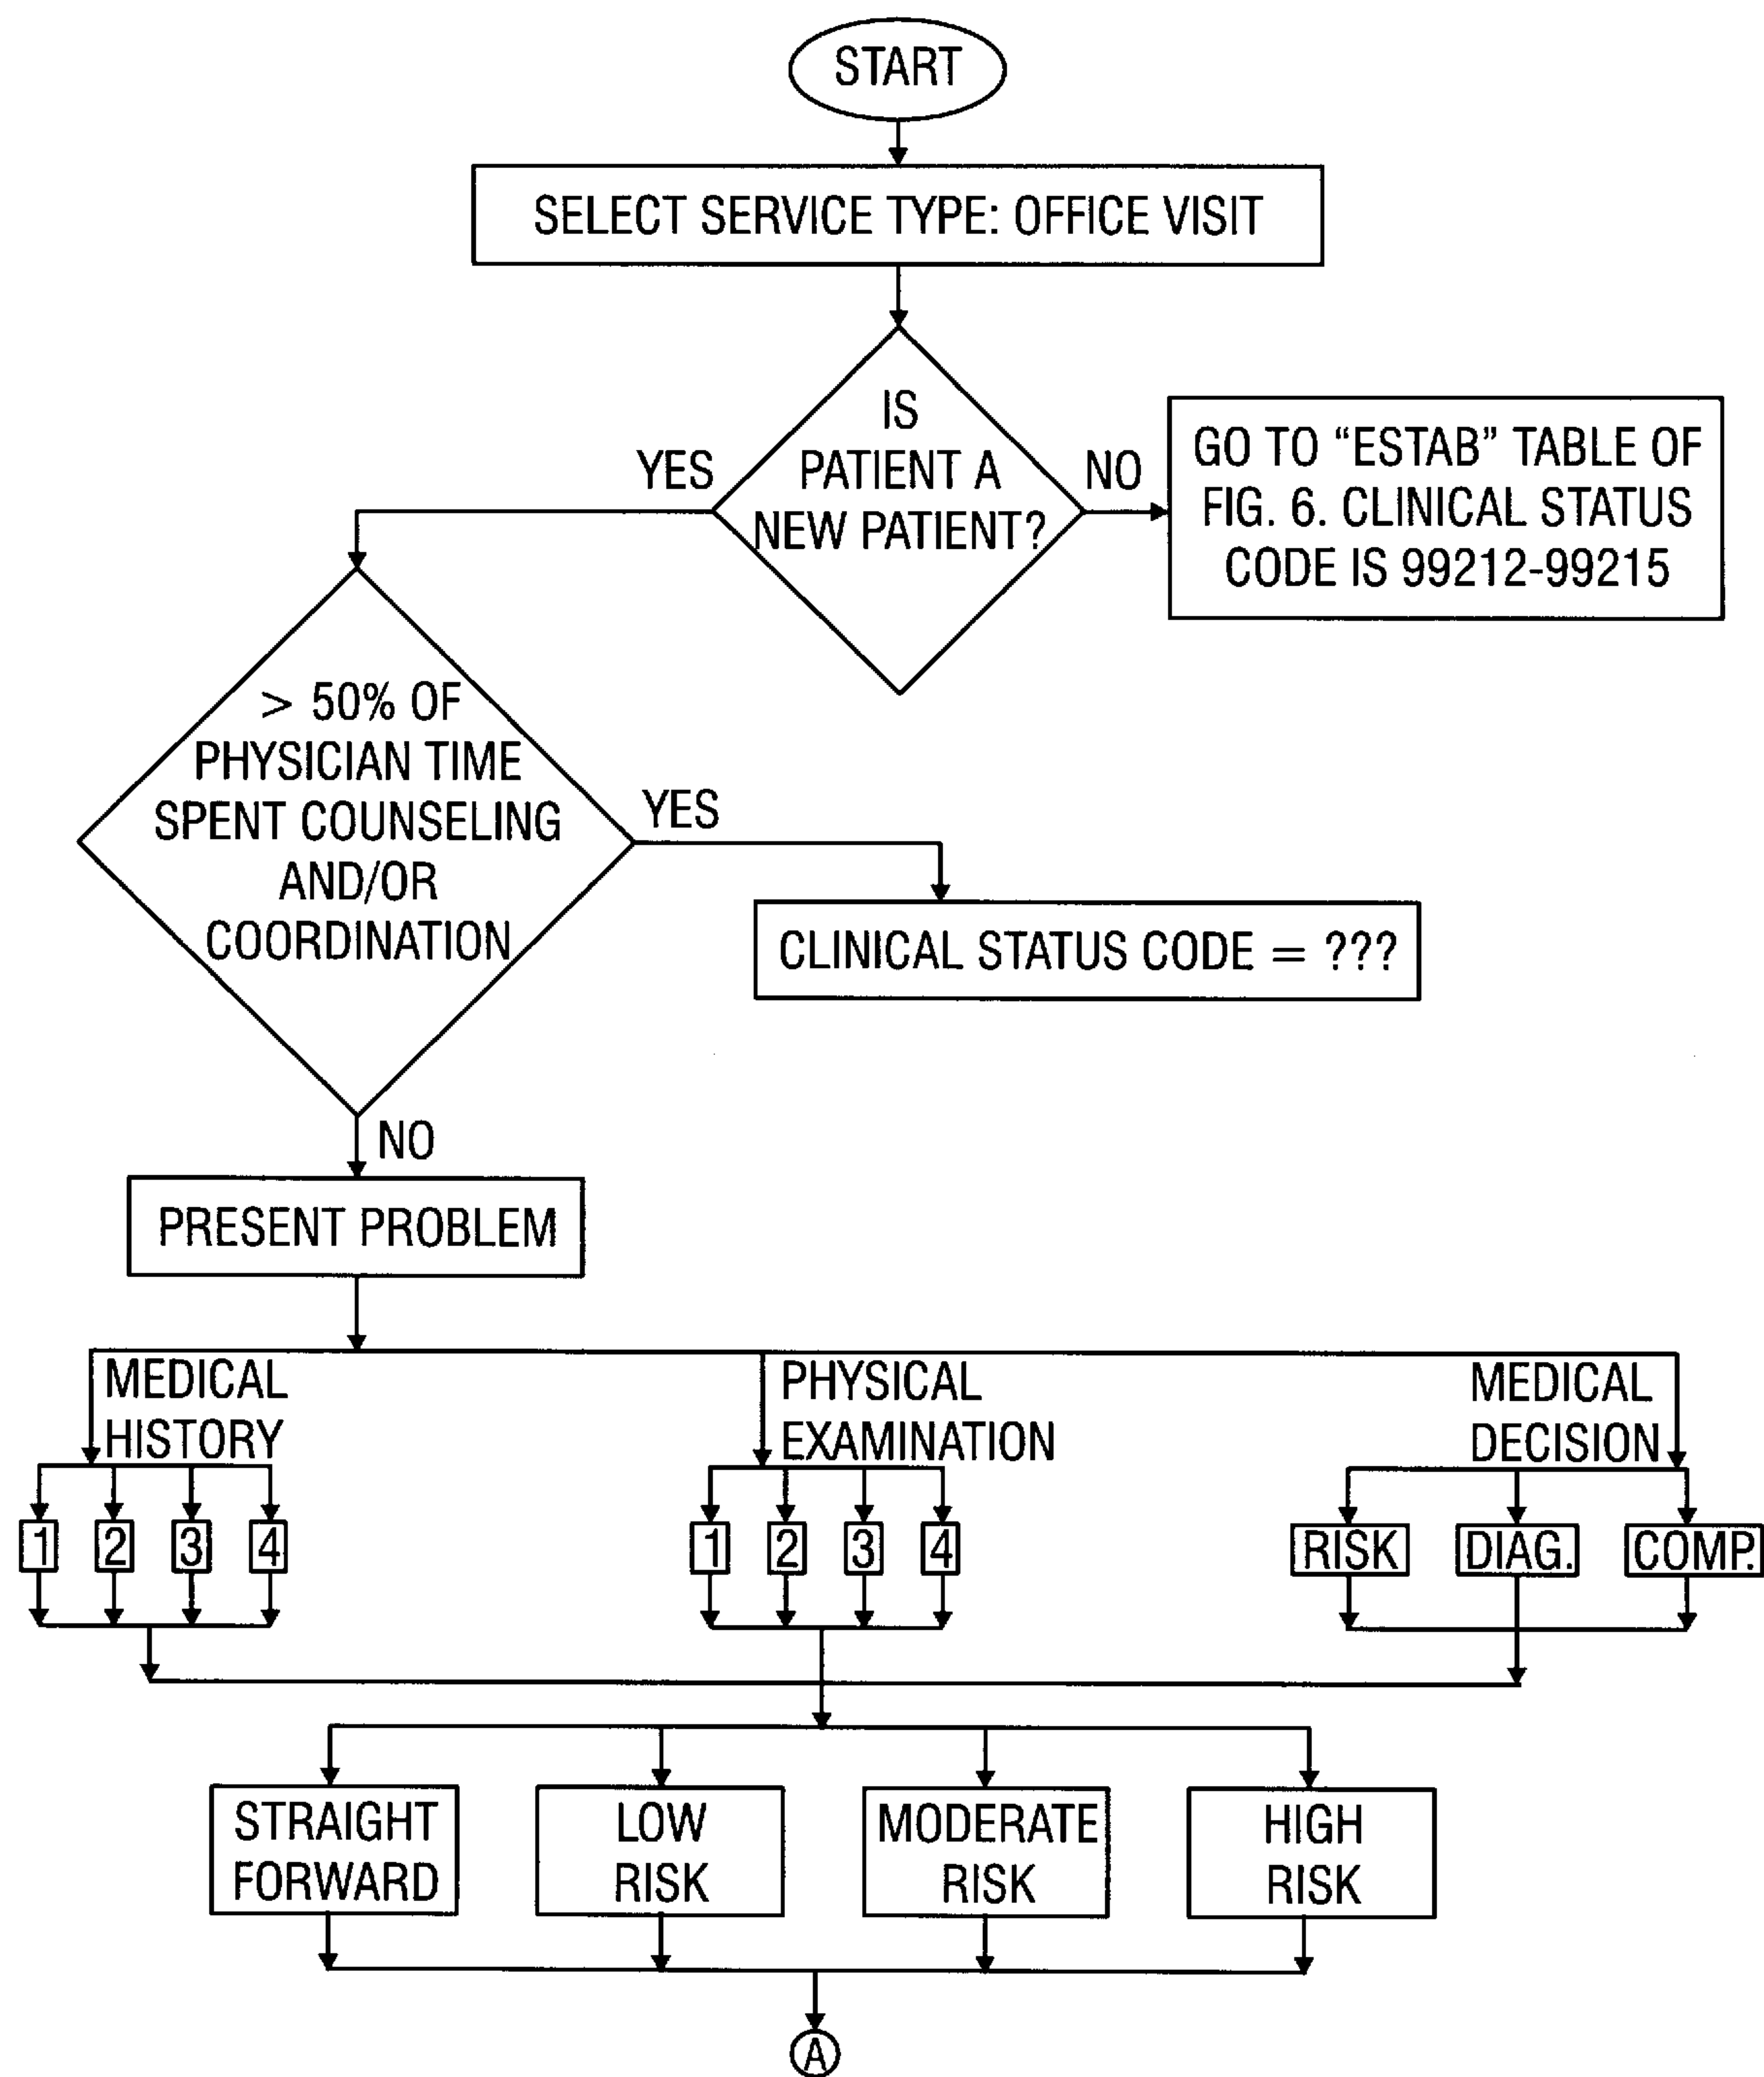 START
SELECT SERVICE TYPE: OFFICE VISIT
IS
PATIENT A
NEW PATIENT?
YES
NO
GO TO “ESTAB” TABLE OF
FIG. 6. CLINICAL STATUS
CODE IS 99212-99215
> 50% OF
PHYSICIAN TIME
SPENT COUNSELING
AND/OR
COORDINATION
YES
CLINICAL STATUS CODE = ???
NO
PRESENT PROBLEM
MEDICAL
HISTORY
1 2 3 4
PHYSICAL
EXAMINATION
1 2 3 4
MEDICAL
DECISION
RISK DIAG. COMP.
STRAIGHT
FORWARD
LOW
RISK
MODERATE
RISK
HIGH
RISK
A